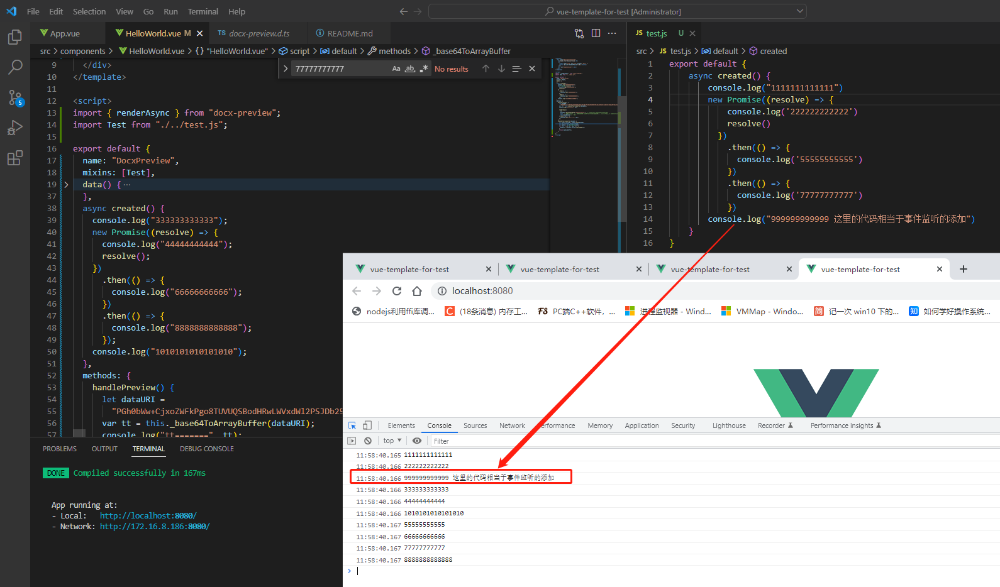 File Edit Selection View Go Run Terminal Help
vue-template-for-test [Administrator]
App.vue
HelloWorld.vue M
TS docx-preview.d.ts
README.md
src > components > HelloWorld.vue > {} "HelloWorld.vue" > script > default > methods > _base64ToArrayBuffer
77777777777
Aa ab .*
No results
9 </div>
10 </template>
11
12 <script>
13 import { renderAsync } from "docx-preview";
14 import Test from "./../test.js";
15
16 export default {
17 name: "DocxPreview",
18 mixins: [Test],
19 data() { ···
37 },
38 async created() {
39 console.log("333333333333");
40 new Promise((resolve) => {
41 console.log("44444444444");
42 resolve();
43 })
44 .then(() => {
45 console.log("66666666666");
46 })
47 .then(() => {
48 console.log("8888888888888");
49 });
50 console.log("1010101010101010");
51 },
52 methods: {
53 handlePreview() {
54 let dataURI =
55 "PGh0bWw+CjxoZWFkPgo8TUVUQSBodHRwLWVxdWl2PSJDb25
56 var tt = this._base64ToArrayBuffer(dataURI);
57 console.log("tt=======", tt);
JS test.js U
src > JS test.js > default > created
1 export default {
2 async created() {
3 console.log("1111111111111")
4 new Promise((resolve) => {
5 console.log('222222222222')
6 resolve()
7 })
8 .then(() => {
9 console.log('55555555555')
10 })
11 .then(() => {
12 console.log('77777777777')
13 })
14 console.log("999999999999 这里的代码相当于事件监听的添加")
15 }
16 }
5
PROBLEMS OUTPUT TERMINAL DEBUG CONSOLE
DONE Compiled successfully in 167ms
App running at:
- Local: http://localhost:8080/
- Network: http://172.16.8.186:8080/
vue-template-for-test
vue-template-for-test
vue-template-for-test
vue-template-for-test
localhost:8080
nodejs利用ffi库调...
C (18条消息) 内存工...
FS PC端C++软件，...
进程监视器 - Wind...
VMMap - Windo...
简 记一次 win10 下的...
知 如何学好操作系统...
Elements Console Sources Network Performance Memory Application Security Lighthouse Recorder Performance insights
top
Filter
11:58:40.165 1111111111111
11:58:40.166 222222222222
11:58:40.166 999999999999 这里的代码相当于事件监听的添加
11:58:40.166 333333333333
11:58:40.166 44444444444
11:58:40.166 1010101010101010
11:58:40.167 55555555555
11:58:40.167 66666666666
11:58:40.167 77777777777
11:58:40.167 8888888888888